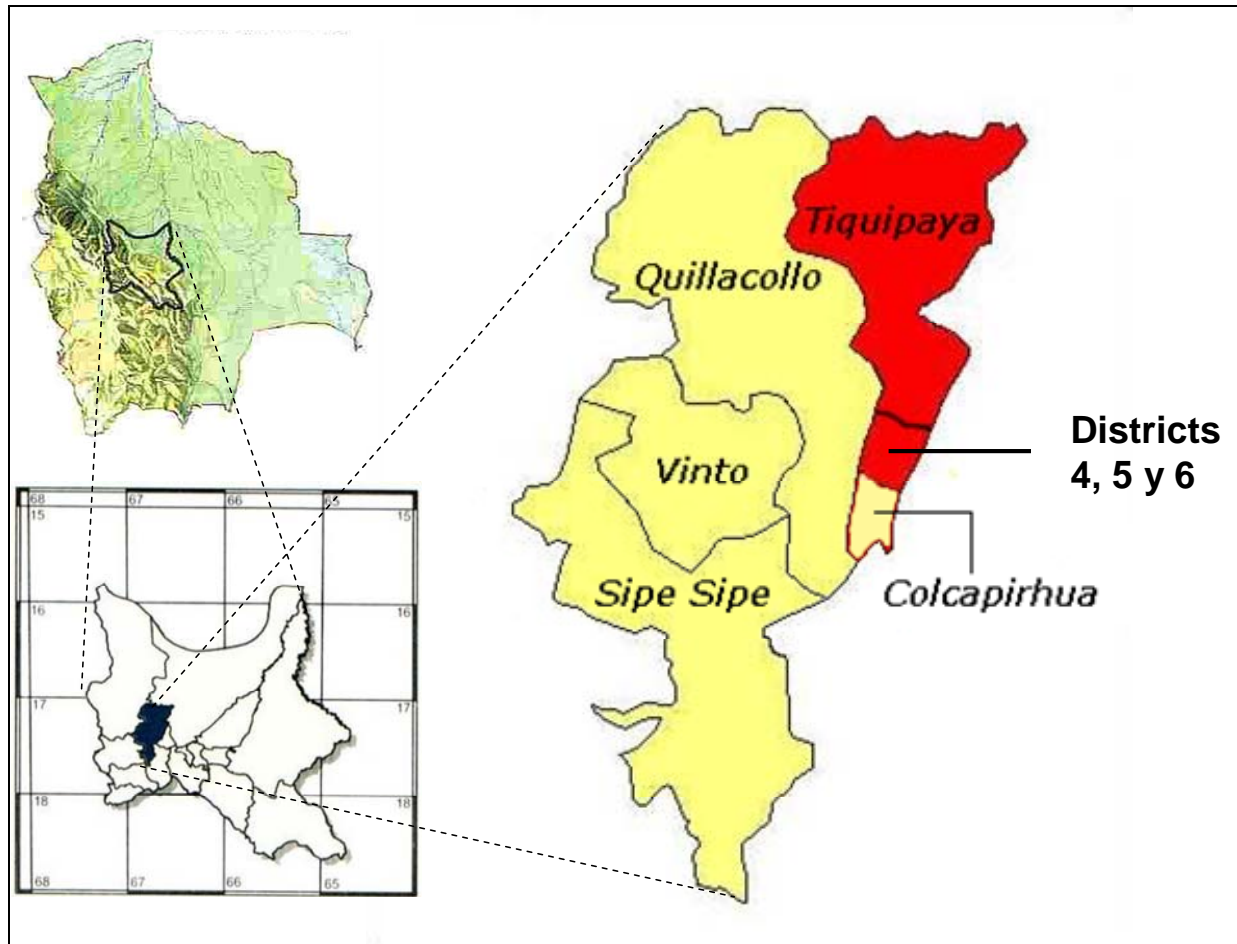 Tiquipaya
Quillacollo
Districts
4, 5 y 6
Vinto
Sipe Sipe
Colcapirhua
68 67 66 65
15 15
16 16
17 17
18 18
68 67 66 65